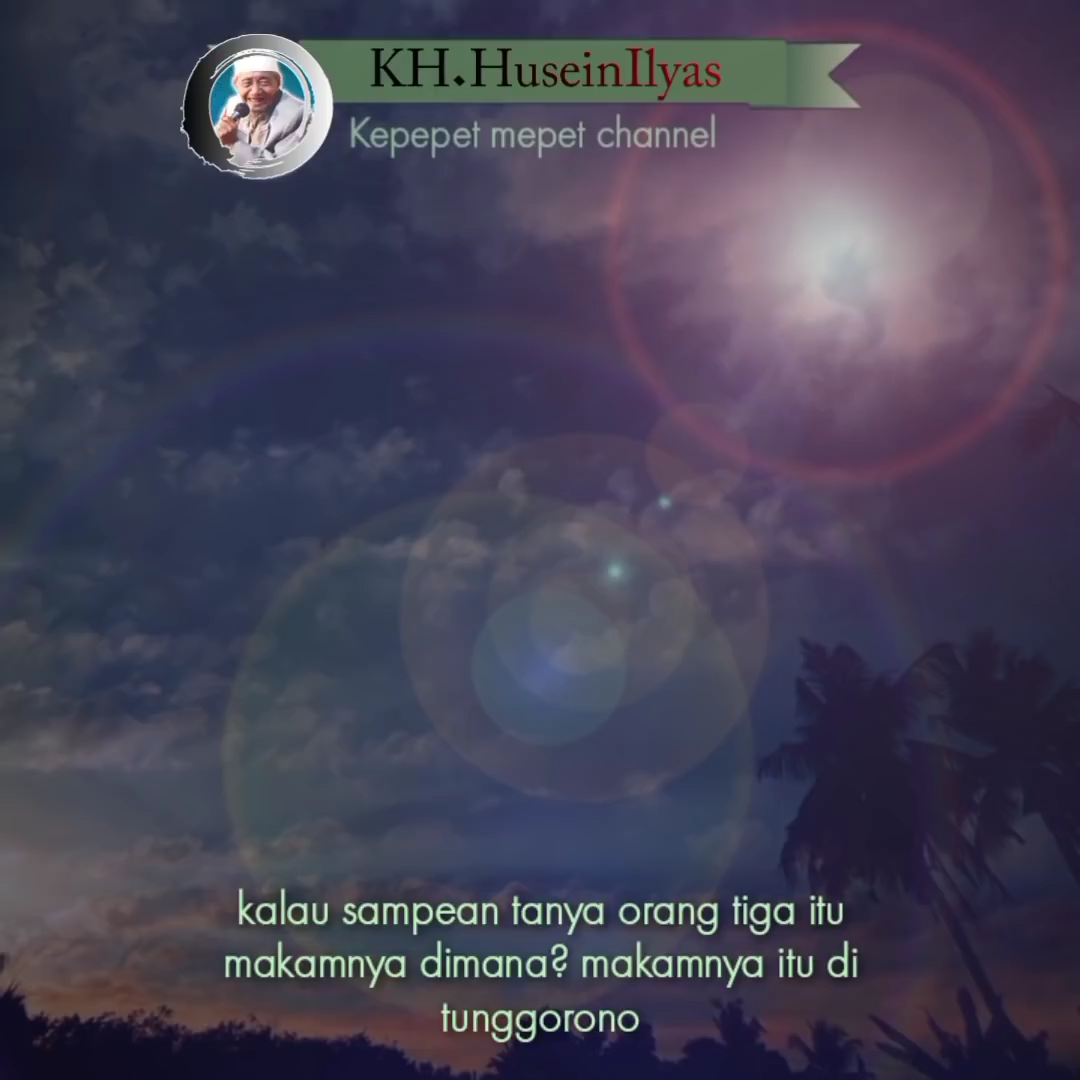 KH.HuseinIlyas
Kepepet mepet channel
kalau sampean tanya orang tiga itu
makamnya dimana? makamnya itu di
tunggorono